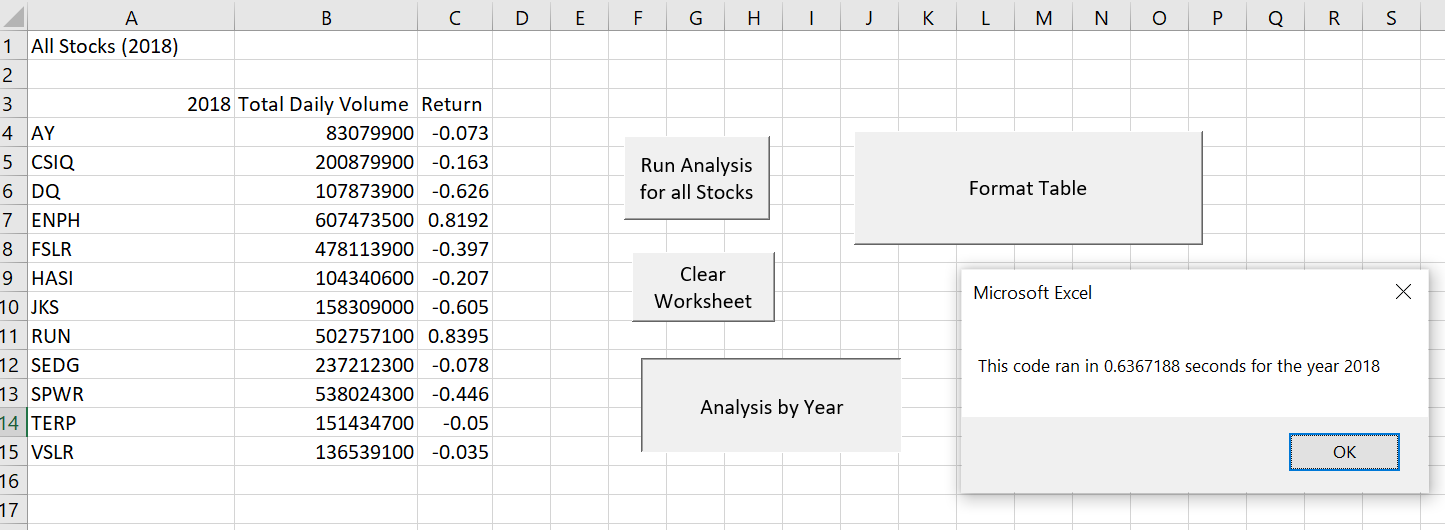 A B C D E F G H I J K L M N O P Q R S
1 All Stocks (2018)
2
3 2018 Total Daily Volume Return
4 AY 83079900 -0.073
5 CSIQ 200879900 -0.163
6 DQ 107873900 -0.626
7 ENPH 607473500 0.8192
8 FSLR 478113900 -0.397
9 HASI 104340600 -0.207
10 JKS 158309000 -0.605
11 RUN 502757100 0.8395
12 SEDG 237212300 -0.078
13 SPWR 538024300 -0.446
14 TERP 151434700 -0.05
15 VSLR 136539100 -0.035
16
17
Run Analysis
for all Stocks
Format Table
Clear
Worksheet
Analysis by Year
Microsoft Excel
This code ran in 0.6367188 seconds for the year 2018
OK